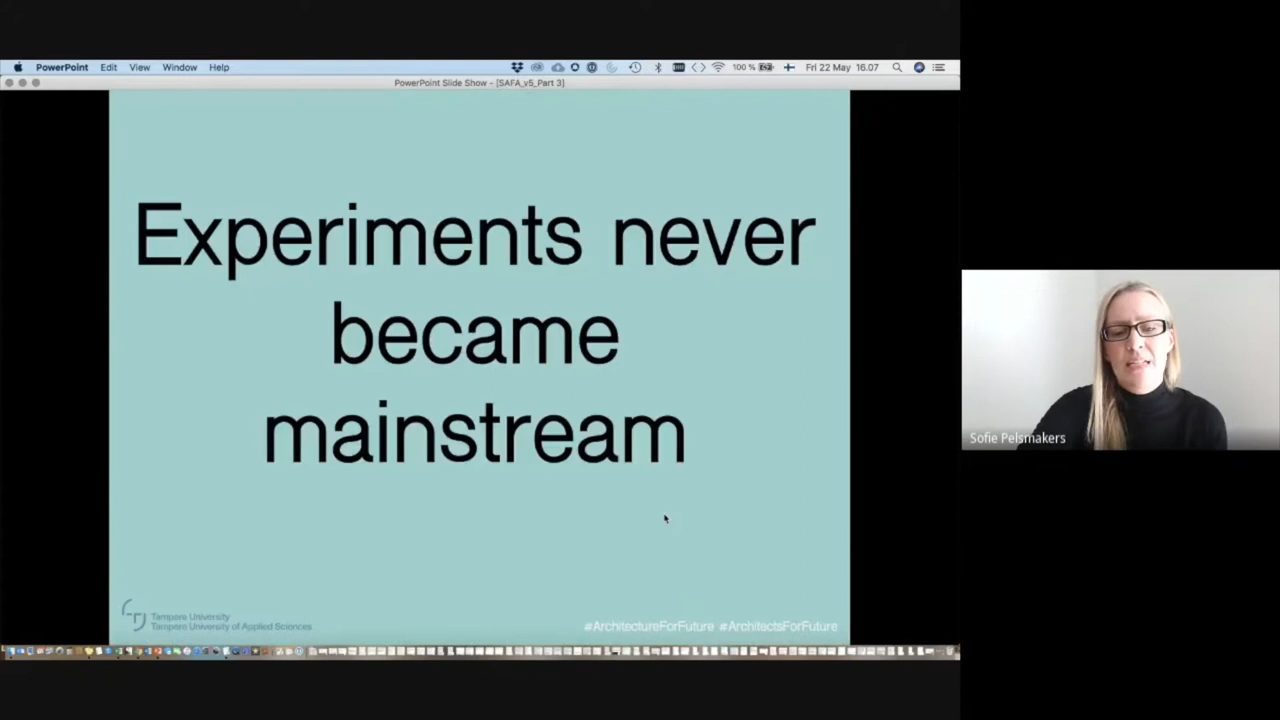 PowerPoint Edit View Window Help 100 % Fri 22 May 16.07
PowerPoint Slide Show - [SAFA_v5_Part 3]
Experiments never
became
mainstream
Sofie Pelsmakers
Tampere University
Tampere University of Applied Sciences
#ArchitectureForFuture #ArchitectsForFuture